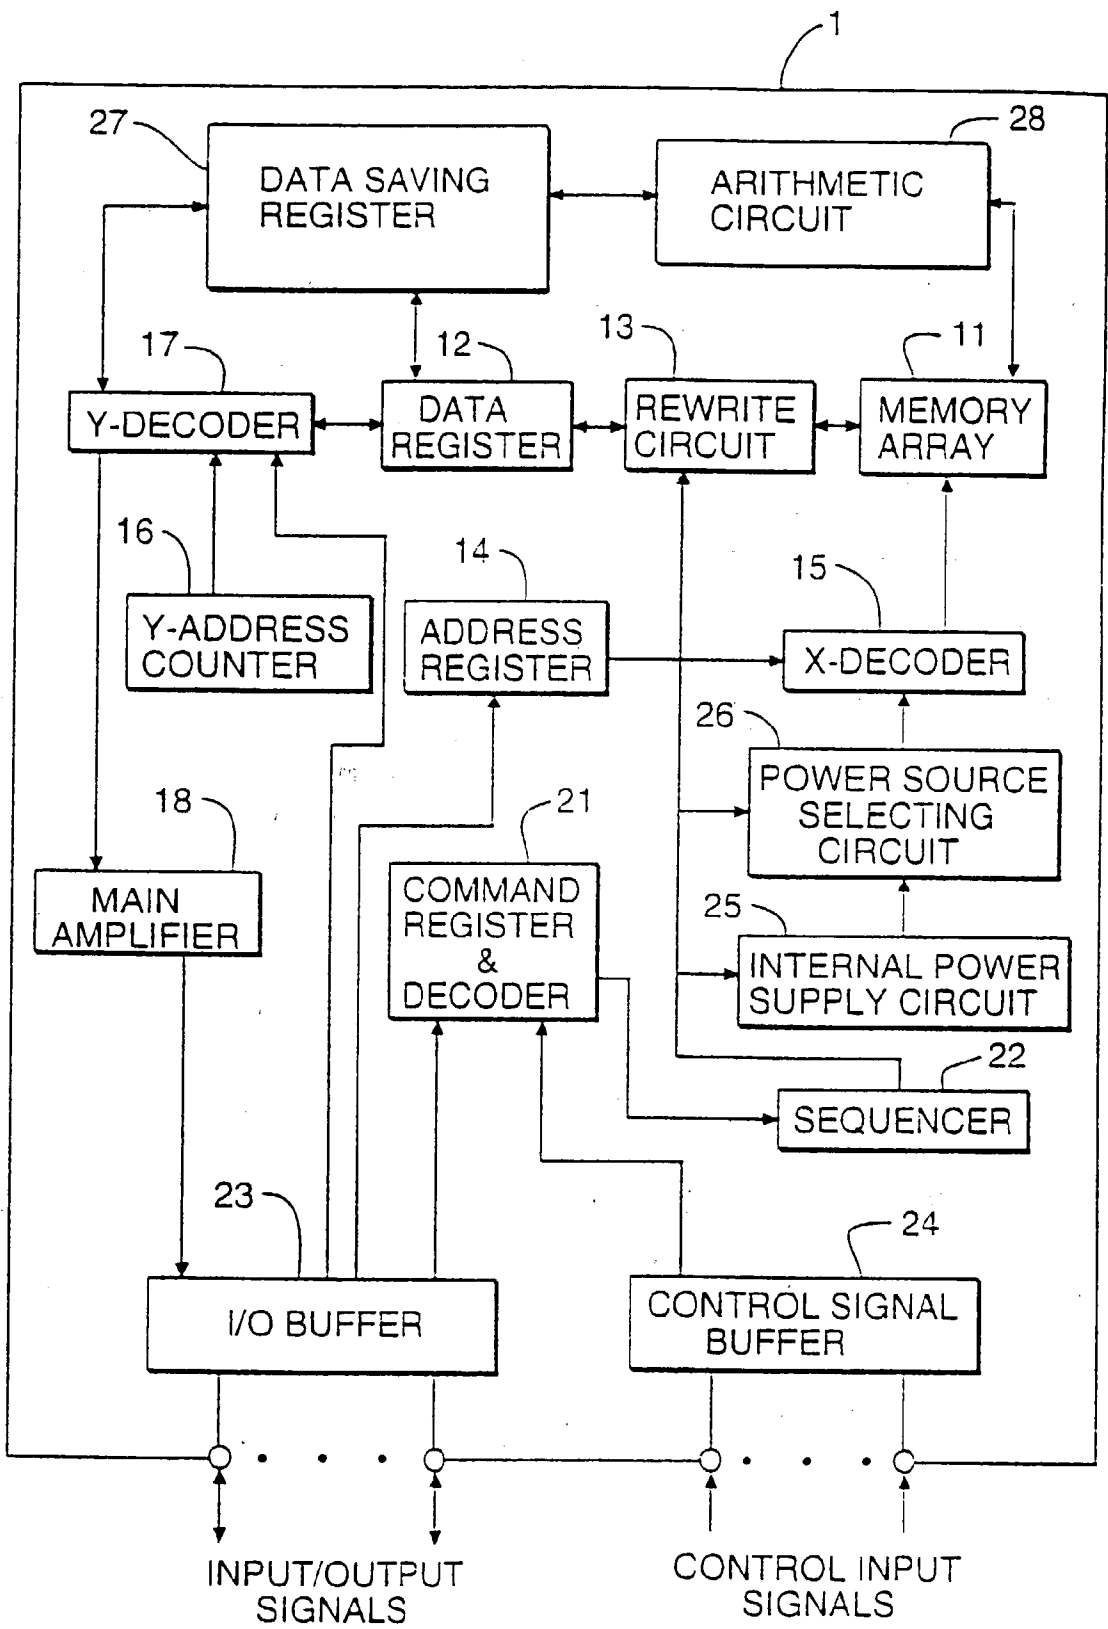 1
27
DATA SAVING
REGISTER
28
ARITHMETIC
CIRCUIT
17
Y-DECODER
12
DATA
REGISTER
13
REWRITE
CIRCUIT
11
MEMORY
ARRAY
16
Y-ADDRESS
COUNTER
14
ADDRESS
REGISTER
15
X-DECODER
26
POWER SOURCE
SELECTING
CIRCUIT
18
MAIN
AMPLIFIER
21
COMMAND
REGISTER
&
DECODER
25
INTERNAL POWER
SUPPLY CIRCUIT
22
SEQUENCER
23
I/O BUFFER
24
CONTROL SIGNAL
BUFFER
INPUT/OUTPUT
SIGNALS
CONTROL INPUT
SIGNALS